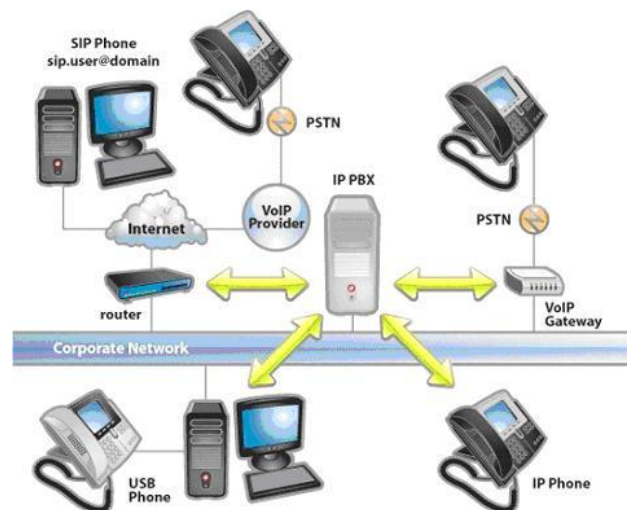 SIP Phone
sip.user@domain
PSTN
IP PBX
VoIP
Provider
Internet
PSTN
router
VoIP
Gateway
Corporate Network
USB
Phone
IP Phone